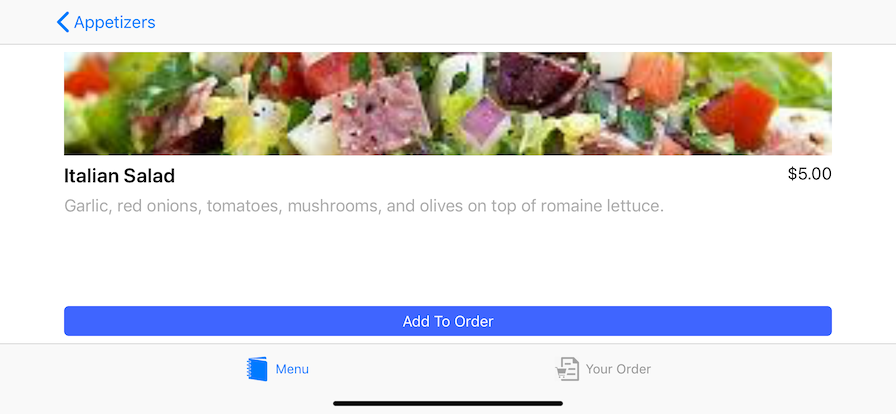 Appetizers
Italian Salad
$5.00
Garlic, red onions, tomatoes, mushrooms, and olives on top of romaine lettuce.
Add To Order
Menu
Your Order